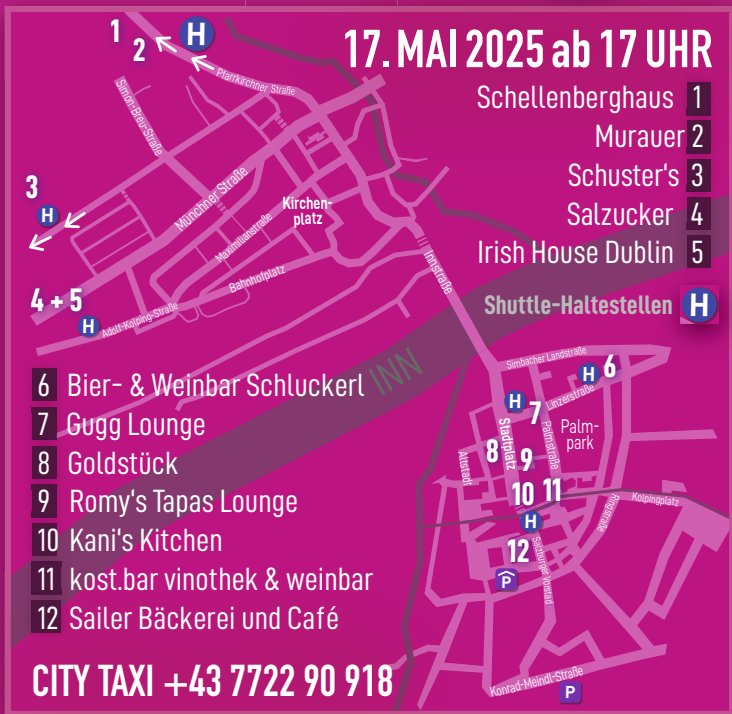 17. MAI 2025 ab 17 UHR
Schellenberghaus 1
Murauer 2
Schuster's 3
Salzucker 4
Irish House Dublin 5
Shuttle-Haltestellen H
1
2
H
Pfarrkirchner Straße
Simon-Breu-Straße
Münchner Straße
Kirchen-
platz
3
H
Maximilianstraße
Bahnhofplatz
Innstraße
4 + 5
H
Adolf-Kolping-Straße
INN
Simbacher Landstraße
H 6
Linzerstraße
H
7
Stadtplatz
Palmstraße
Palm-
park
8
9
Altstadt
10
11
Kolpingplatz
Ringstraße
H
12
Salzburger Vorstad
P
Konrad-Meindl-Straße
P
6 Bier- & Weinbar Schluckerl
7 Gugg Lounge
8 Goldstück
9 Romy's Tapas Lounge
10 Kani's Kitchen
11 kost.bar vinothek & weinbar
12 Sailer Bäckerei und Café
CITY TAXI +43 7722 90 918